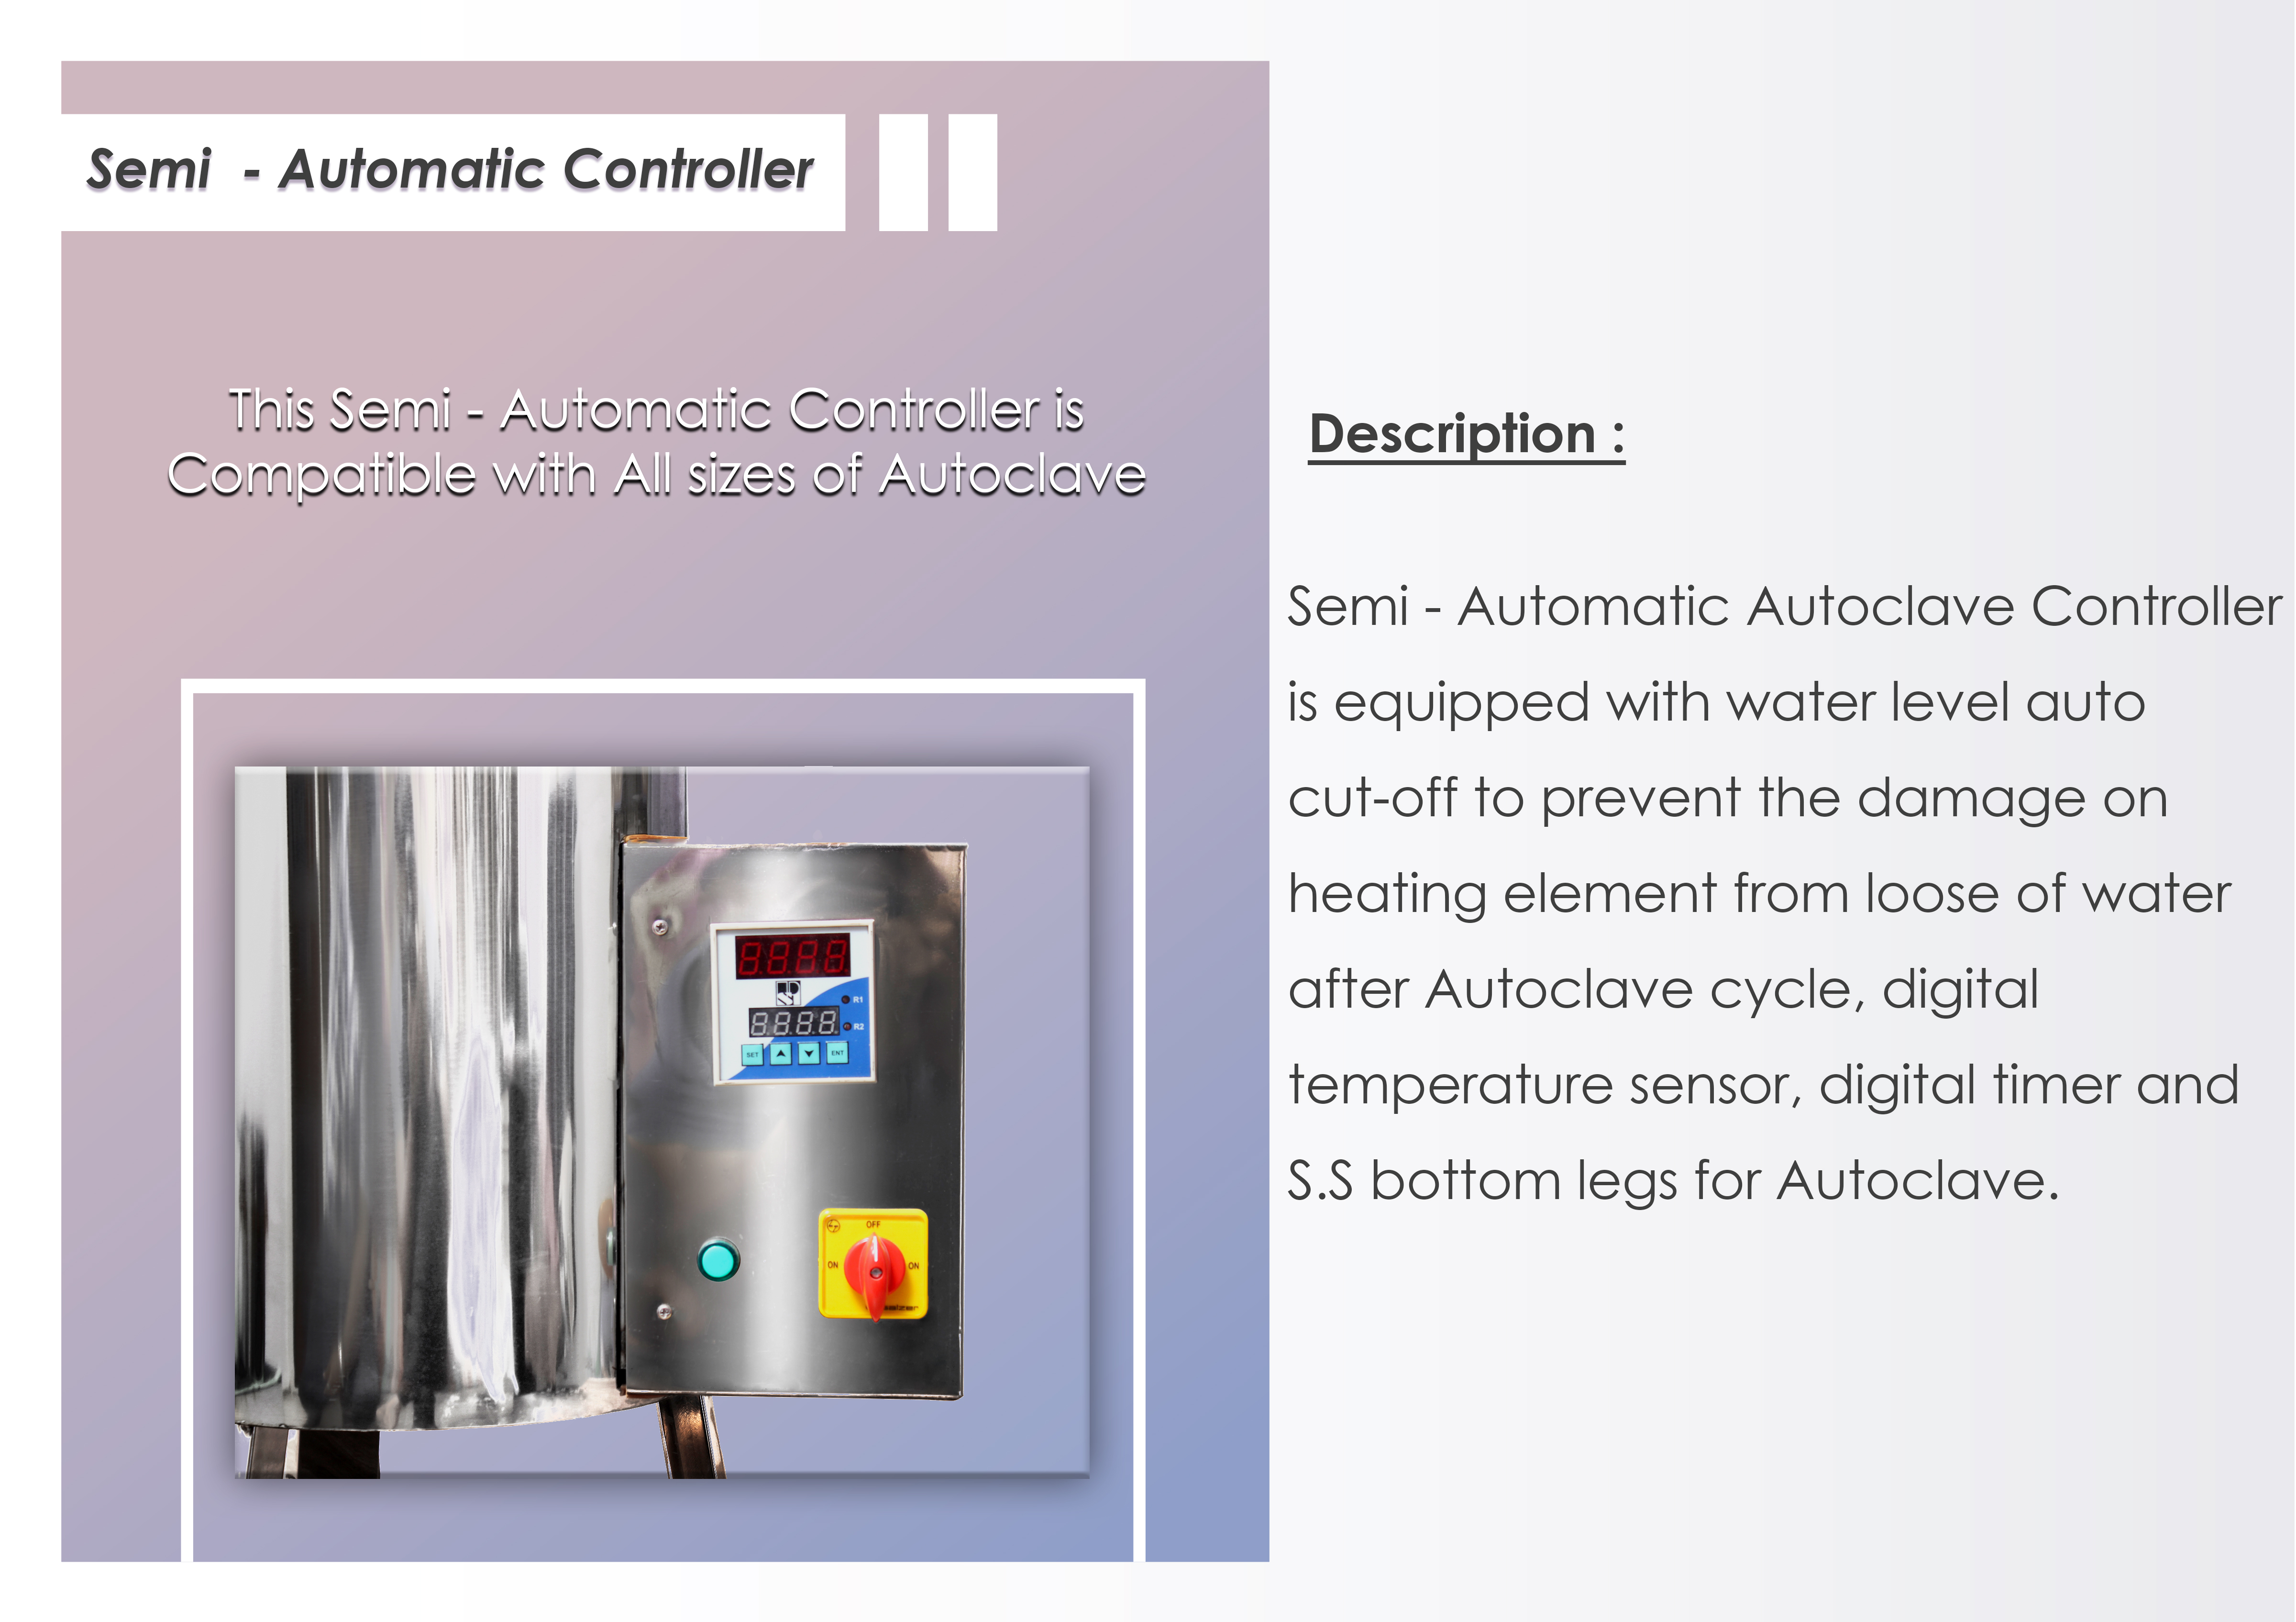 Semi - Automatic Controller
This Semi - Automatic Controller is
Compatible with All sizes of Autoclave
Description :
Semi - Automatic Autoclave Controller
is equipped with water level auto
cut-off to prevent the damage on
heating element from loose of water
after Autoclave cycle, digital
temperature sensor, digital timer and
S.S bottom legs for Autoclave.
8888
R1
8888
R2
SET
ENT
OFF
ON
ON